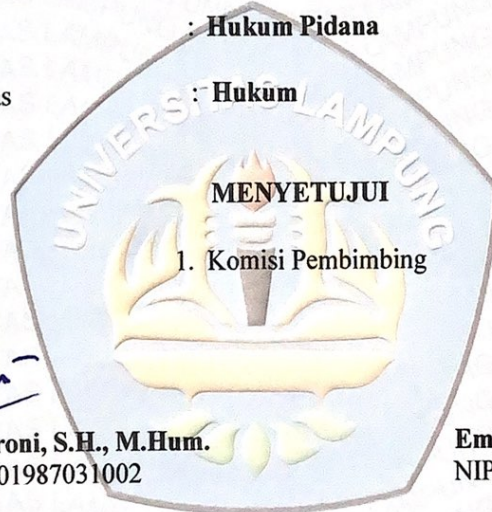 : Hukum Pidana
: Hukum
UNIVERSITAS LAMPUNG
MENYETUJUI
1. Komisi Pembimbing
roni, S.H., M.Hum.
01987031002
Em
NIP